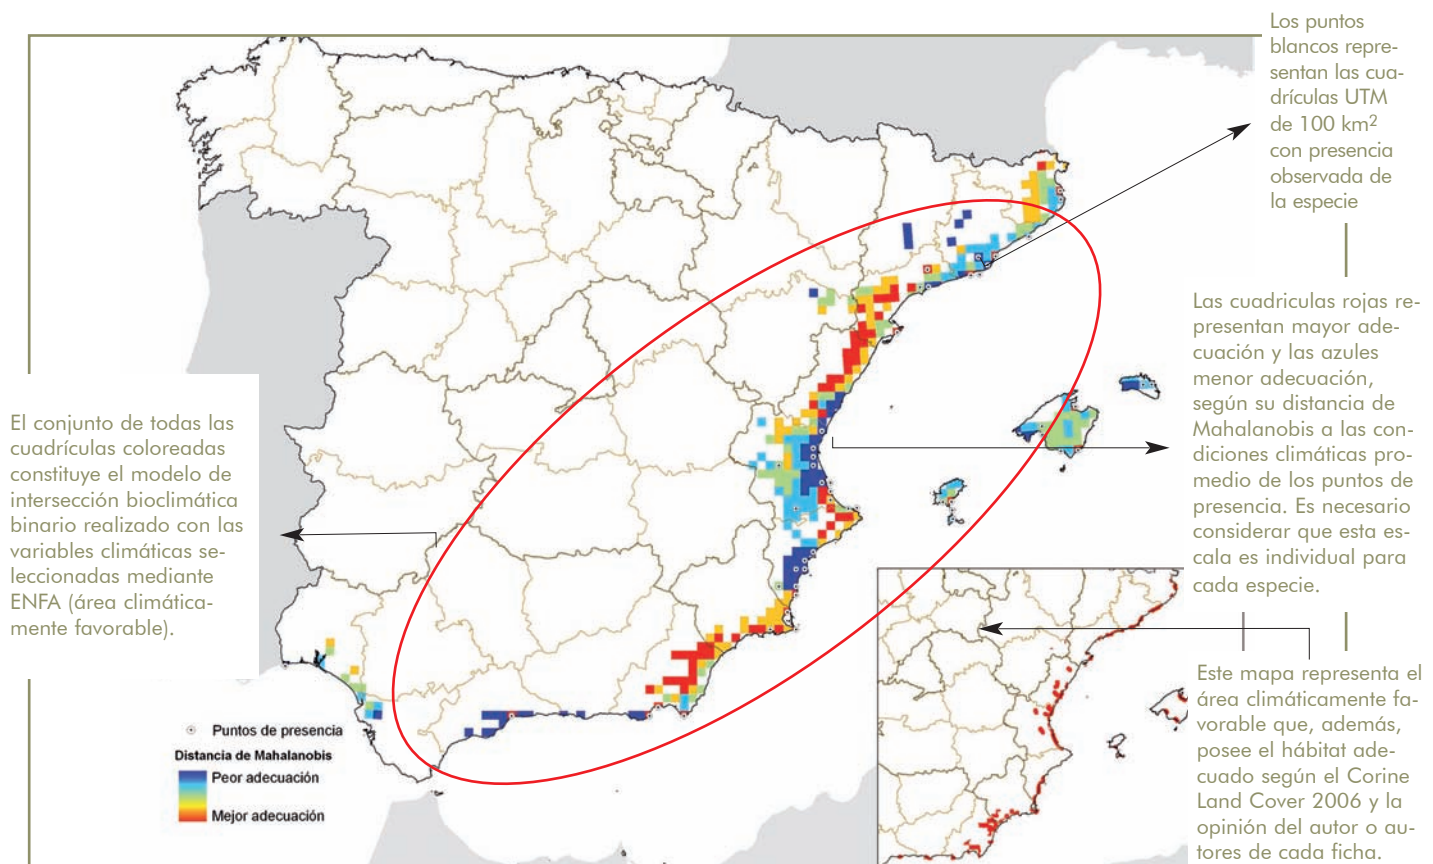 Los puntos
blancos repre-
sentan las cua-
drículas UTM
de 100 km²
con presencia
observada de
la especie
Las cuadriculas rojas re-
presentan mayor ade-
cuación y las azules
menor adecuación,
según su distancia de
Mahalanobis a las con-
diciones climáticas pro-
medio de los puntos de
presencia. Es necesario
considerar que esta es-
cala es individual para
cada especie.
El conjunto de todas las
cuadrículas coloreadas
constituye el modelo de
intersección bioclimática
binario realizado con las
variables climáticas se-
leccionadas mediante
ENFA (área climática-
mente favorable).
Puntos de presencia
Distancia de Mahalanobis
Peor adecuación
Mejor adecuación
Este mapa representa el
área climáticamente fa-
vorable que, además,
posee el hábitat ade-
cuado según el Corine
Land Cover 2006 y la
opinión del autor o au-
tores de cada ficha.